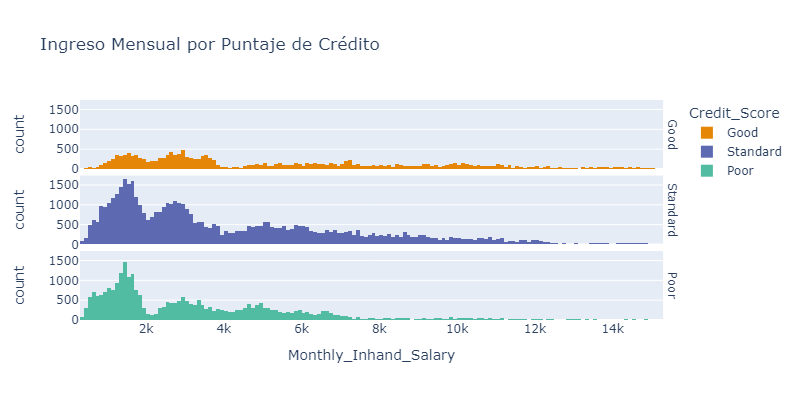 Ingreso Mensual por Puntaje de Crédito
count
1500
1000
500
0
Good
count
1500
1000
500
0
Standard
count
1500
1000
500
0
Poor
2k 4k 6k 8k 10k 12k 14k
Monthly_Inhand_Salary
Credit_Score
Good
Standard
Poor